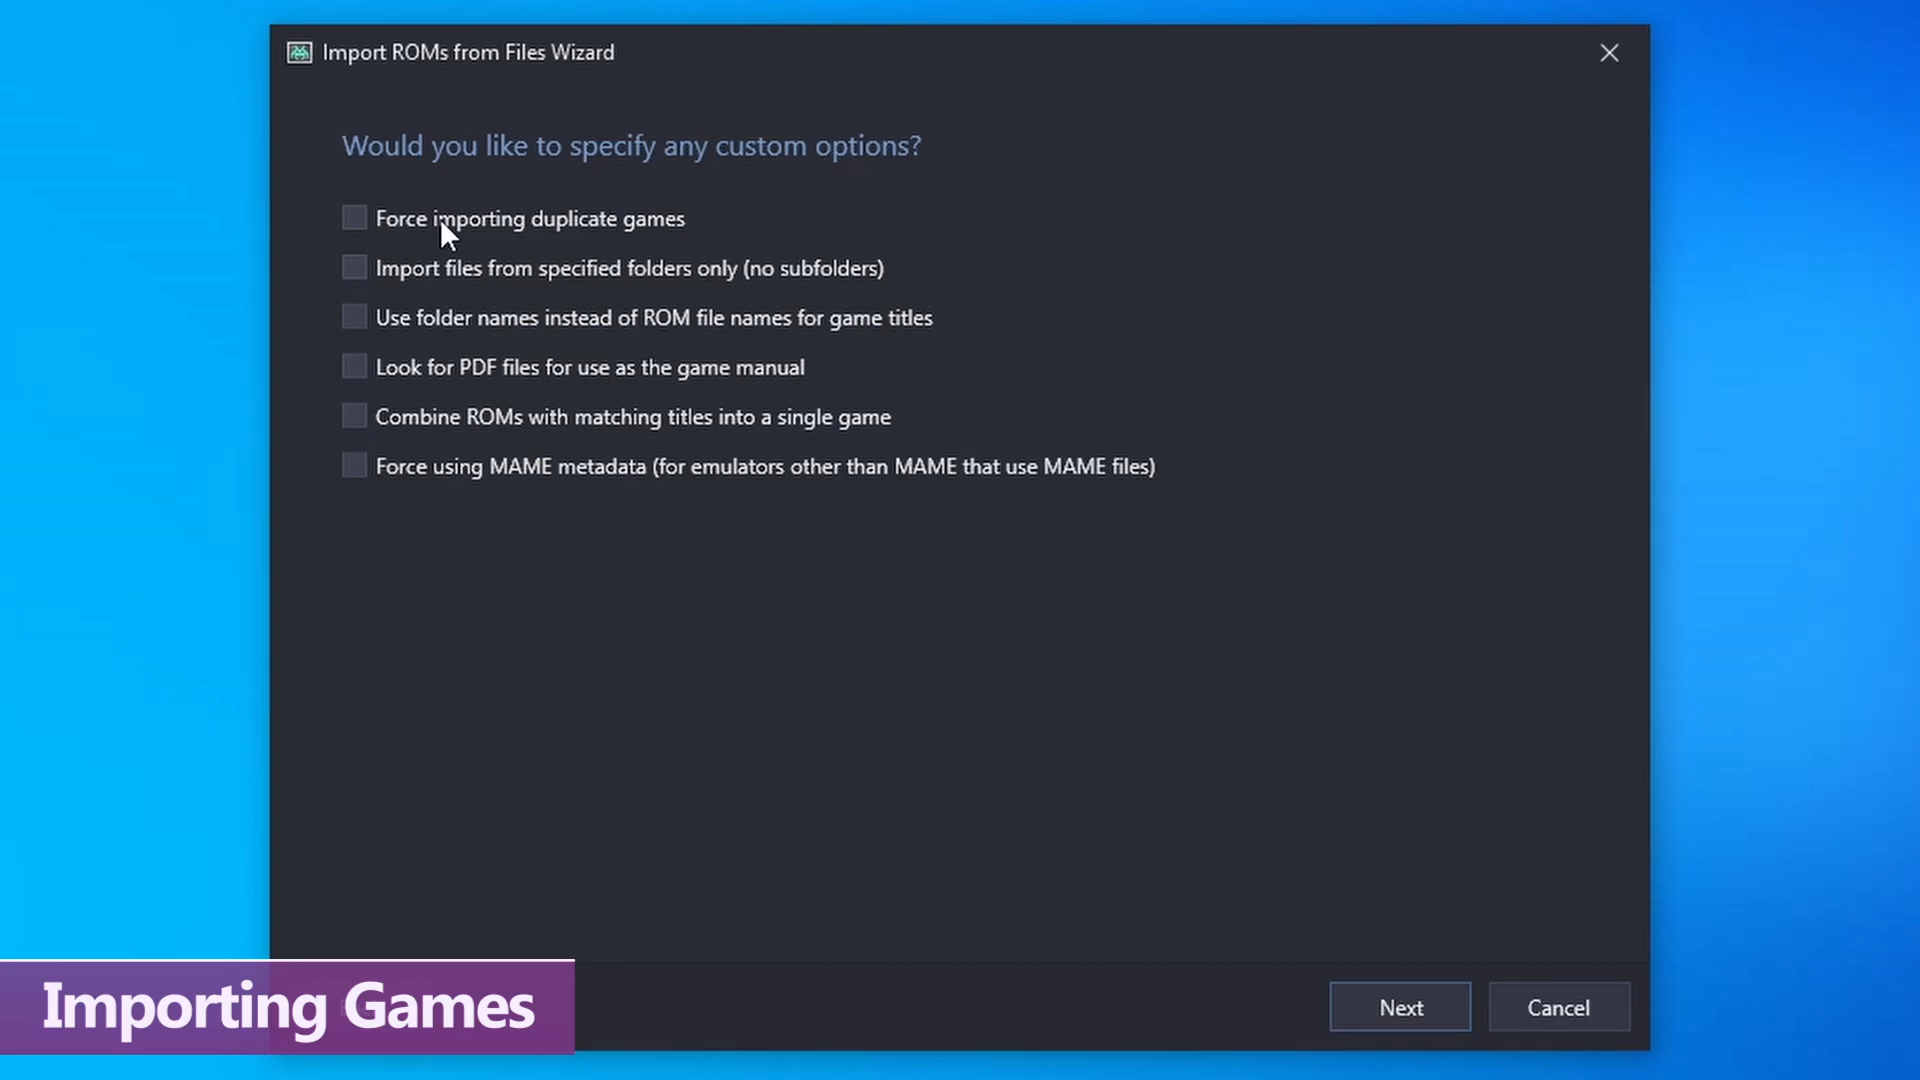 Import ROMs from Files Wizard
Would you like to specify any custom options?
Force importing duplicate games
Import files from specified folders only (no subfolders)
Use folder names instead of ROM file names for game titles
Look for PDF files for use as the game manual
Combine ROMs with matching titles into a single game
Force using MAME metadata (for emulators other than MAME that use MAME files)
Importing Games
Next
Cancel